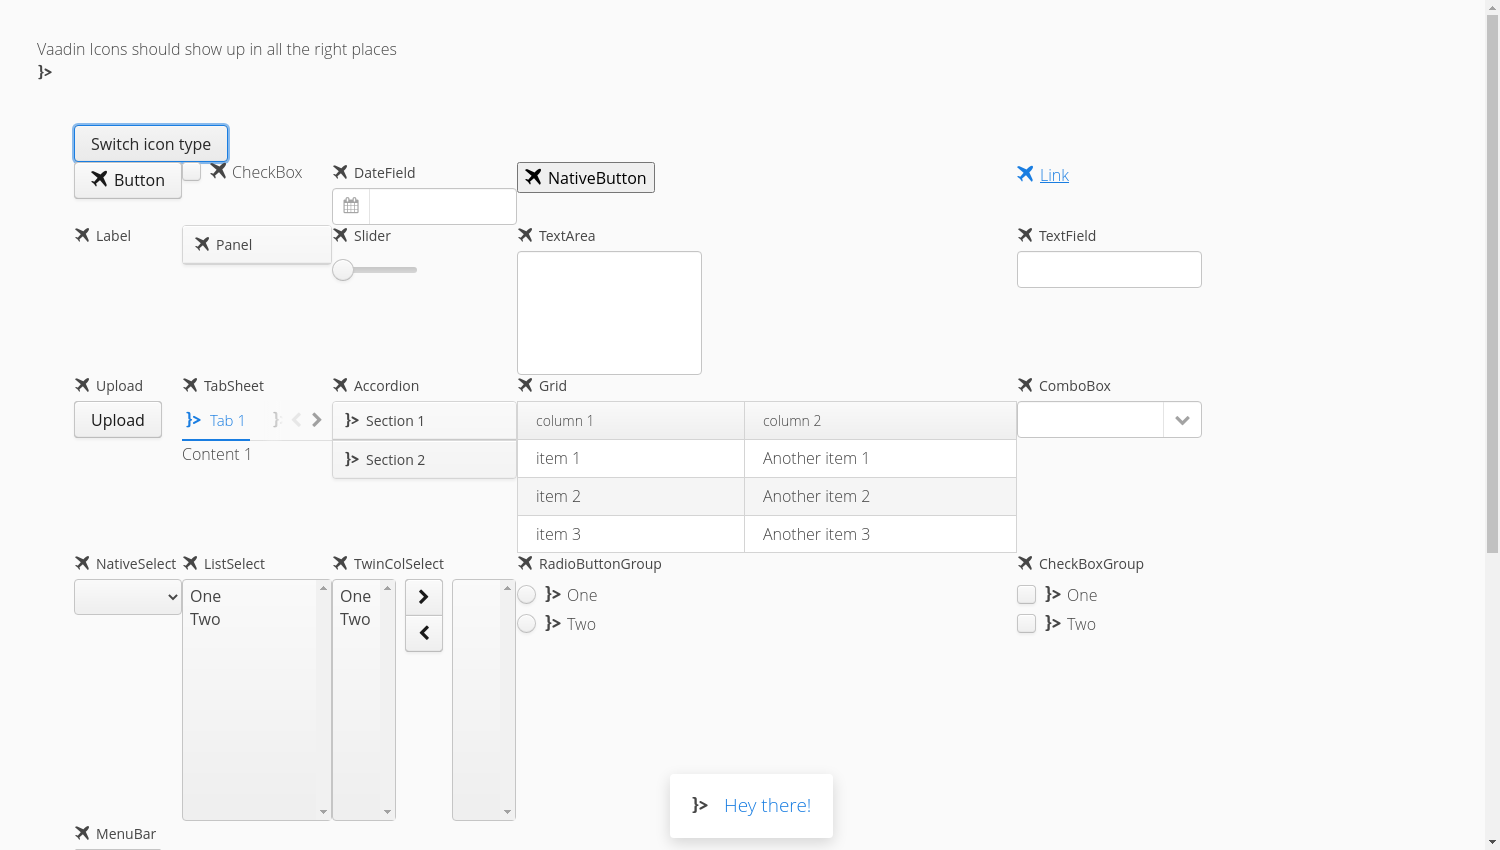 Vaadin Icons should show up in all the right places
}>
Switch icon type
Button
CheckBox
DateField
NativeButton
Link
Label
Panel
Slider
TextArea
TextField
Upload
TabSheet
Accordion
Grid
ComboBox
Upload
}> Tab 1
}> Section 1
column 1
column 2
Content 1
}> Section 2
item 1
Another item 1
item 2
Another item 2
item 3
Another item 3
NativeSelect
ListSelect
TwinColSelect
RadioButtonGroup
CheckBoxGroup
One
Two
One
Two
}> One
}> Two
}> One
}> Two
}> Hey there!
MenuBar